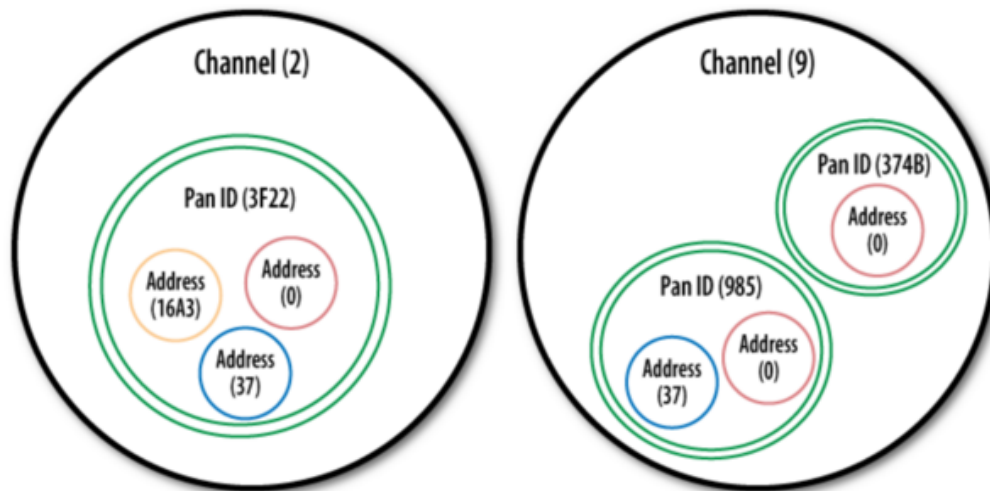 Channel (2)
Pan ID (3F22)
Address
(16A3)
Address
(0)
Address
(37)
Channel (9)
Pan ID (374B)
Address
(0)
Pan ID (985)
Address
(37)
Address
(0)